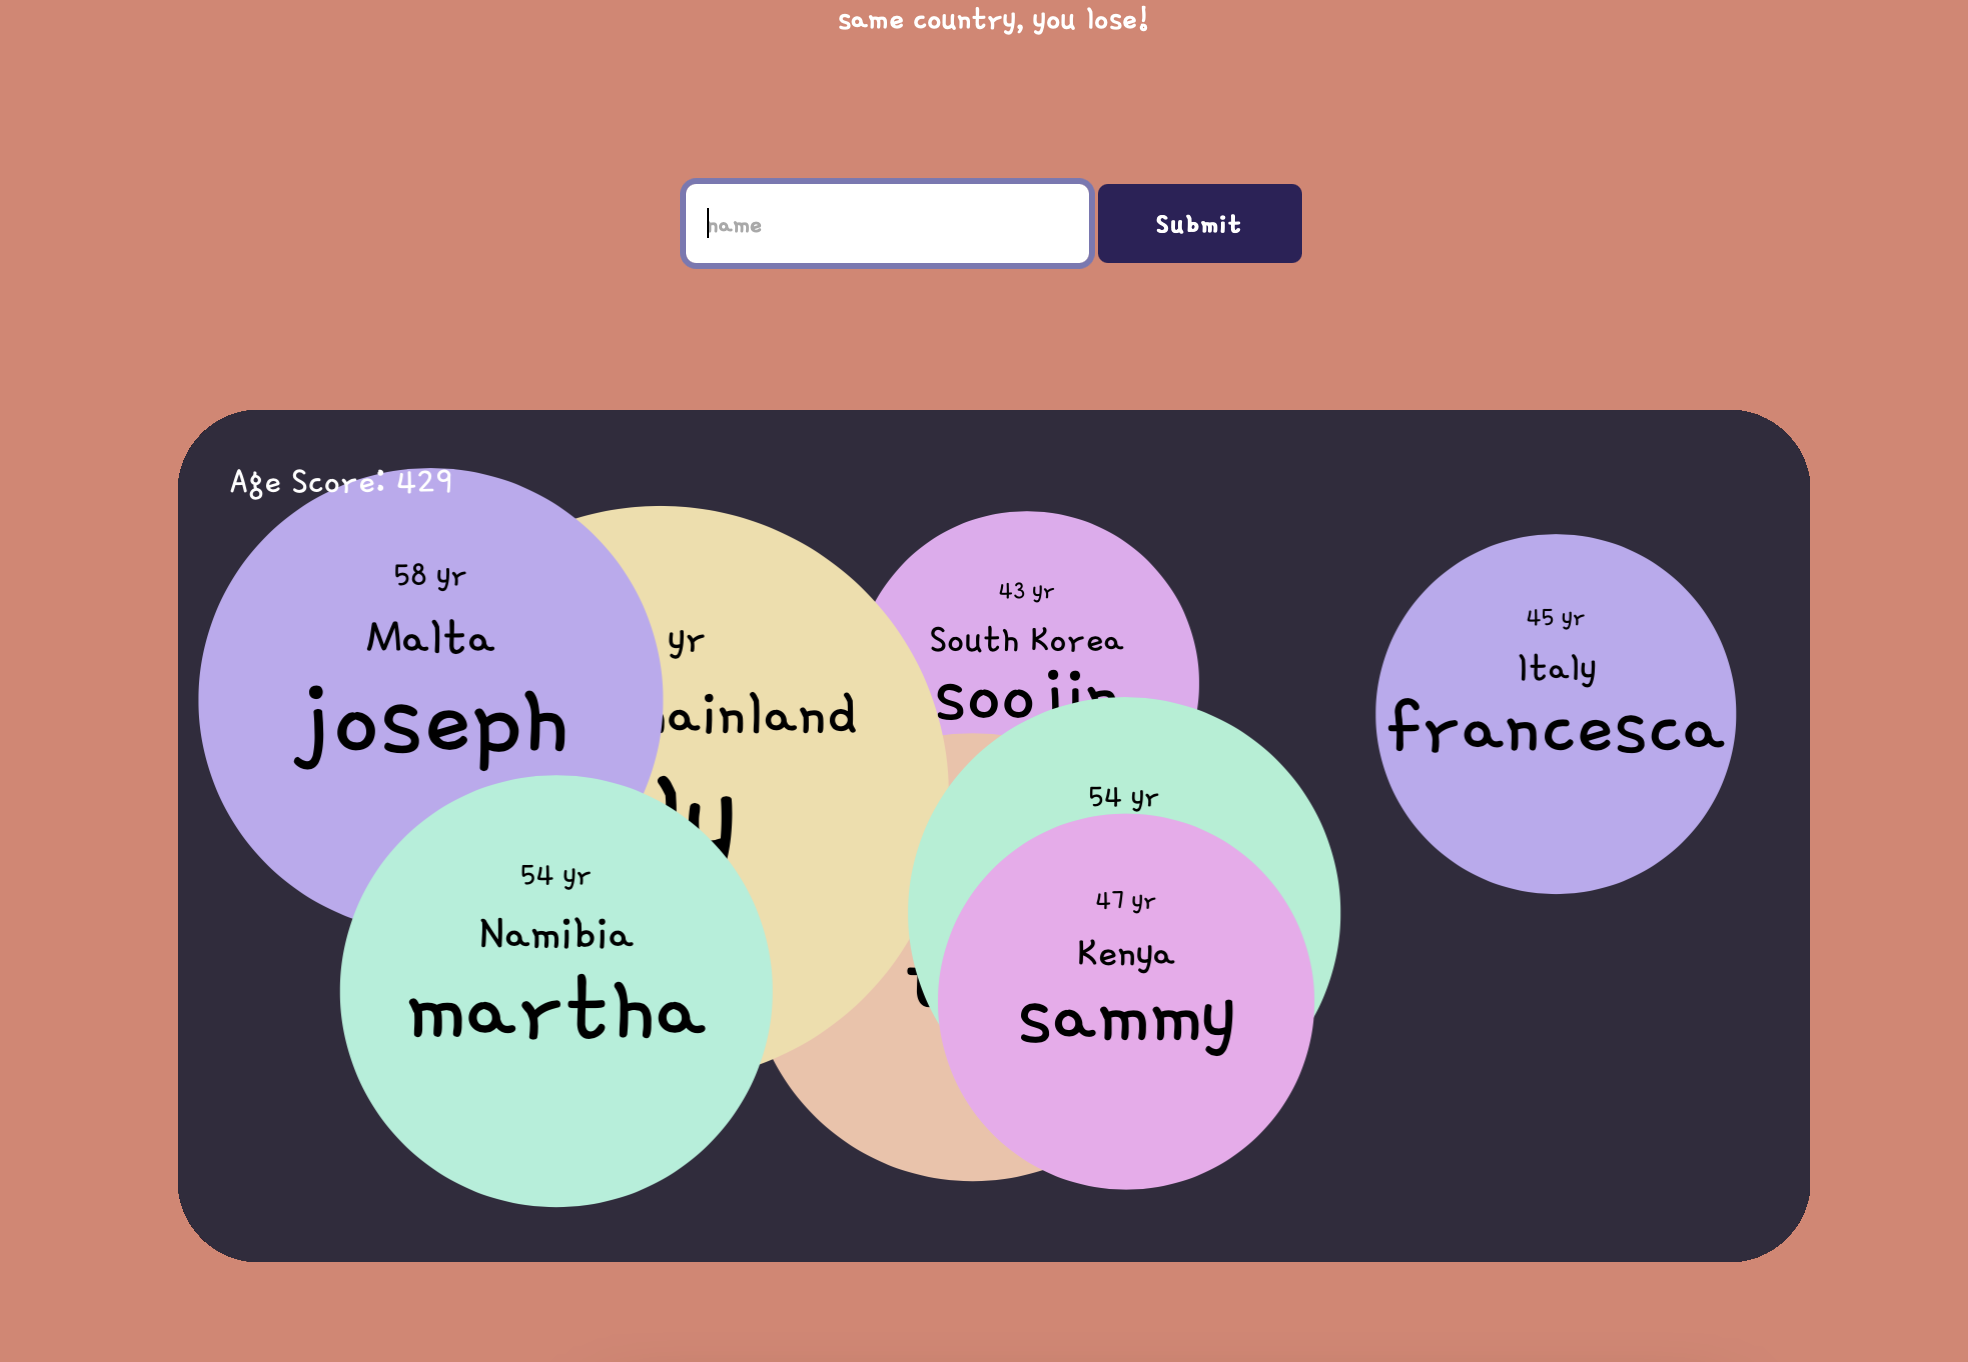 same country, you lose!
name
Submit
Age Score: 429
58 yr
Malta
joseph
yr
ainland
ly
43 yr
South Korea
soo jin
45 yr
Italy
francesca
54 yr
Namibia
martha
54 yr
47 yr
Kenya
sammy
t